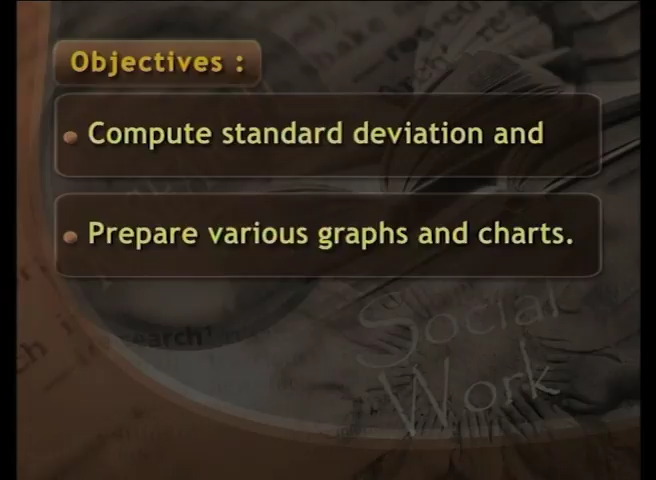 Objectives :
Compute standard deviation and
Prepare various graphs and charts.
Social
Work